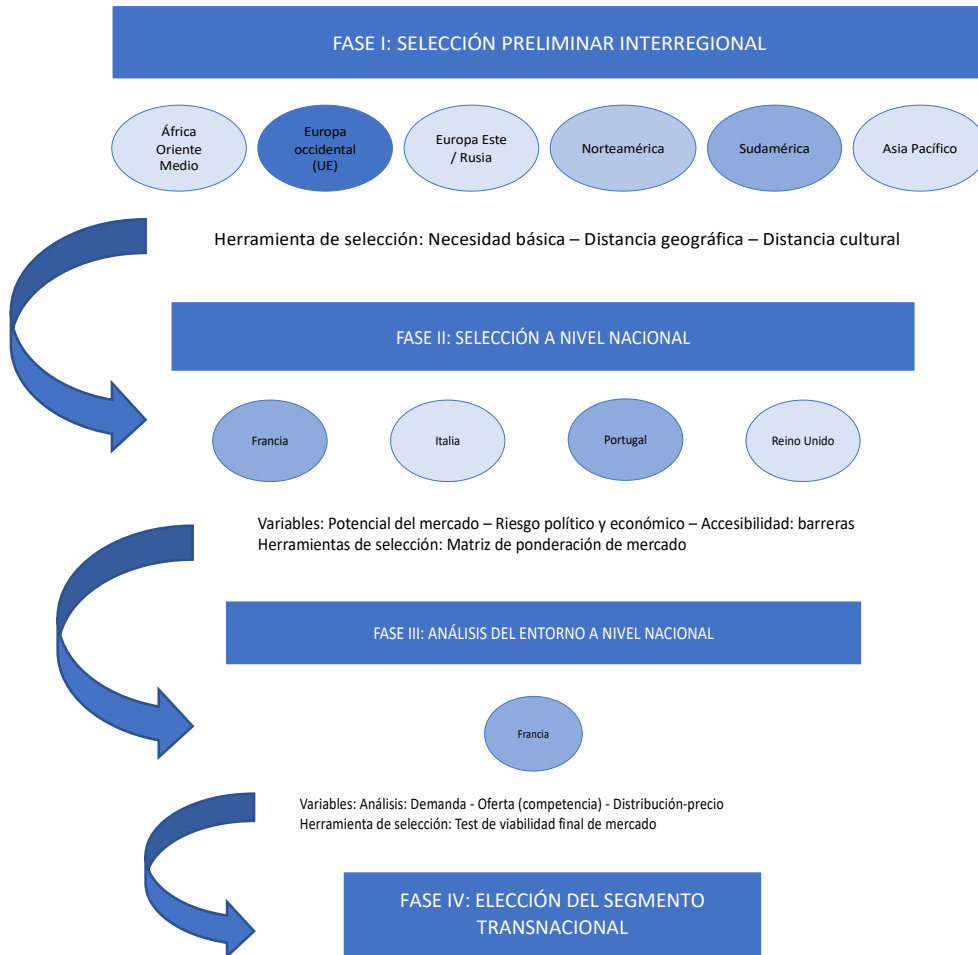 FASE I: SELECCIÓN PRELIMINAR INTERREGIONAL
África
Oriente
Medio
Europa
occidental
(UE)
Europa Este
/ Rusia
Norteamérica
Sudamérica
Asia Pacífico
Herramienta de selección: Necesidad básica – Distancia geográfica – Distancia cultural
FASE II: SELECCIÓN A NIVEL NACIONAL
Francia
Italia
Portugal
Reino Unido
Variables: Potencial del mercado – Riesgo político y económico – Accesibilidad: barreras
Herramientas de selección: Matriz de ponderación de mercado
FASE III: ANÁLISIS DEL ENTORNO A NIVEL NACIONAL
Francia
Variables: Análisis: Demanda - Oferta (competencia) - Distribución-precio
Herramienta de selección: Test de viabilidad final de mercado
FASE IV: ELECCIÓN DEL SEGMENTO
TRANSNACIONAL